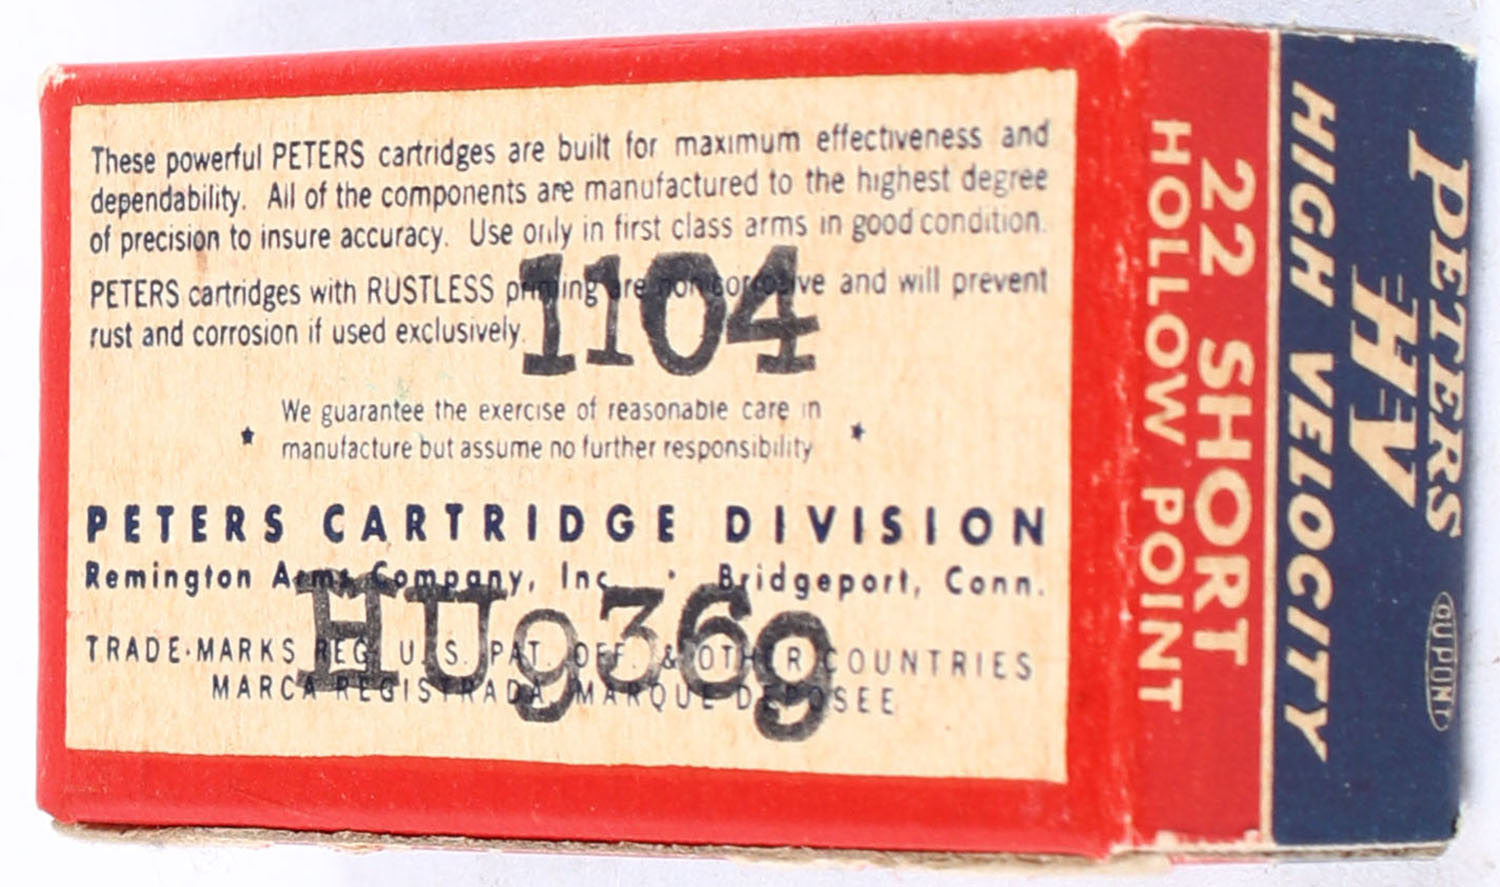 These powerful PETERS cartridges are built for maximum effectiveness and
dependability. All of the components are manufactured to the highest degree
of precision to insure accuracy. Use only in first class arms in good condition.
PETERS cartridges with RUSTLESS priming are non-corrosive and will prevent
rust and corrosion if used exclusively.
1104
We guarantee the exercise of reasonable care in
manufacture but assume no further responsibility
PETERS CARTRIDGE DIVISION
Remington Arms Company, Inc. · Bridgeport, Conn.
HUg36g
TRADE·MARKS REG. U.S. PAT. OFF. & OTHER COUNTRIES
MARCA REGISTRADA MARQUE DEPOSEE
PETERS
HV
DUPONT
HIGH VELOCITY
22 SHORT
HOLLOW POINT